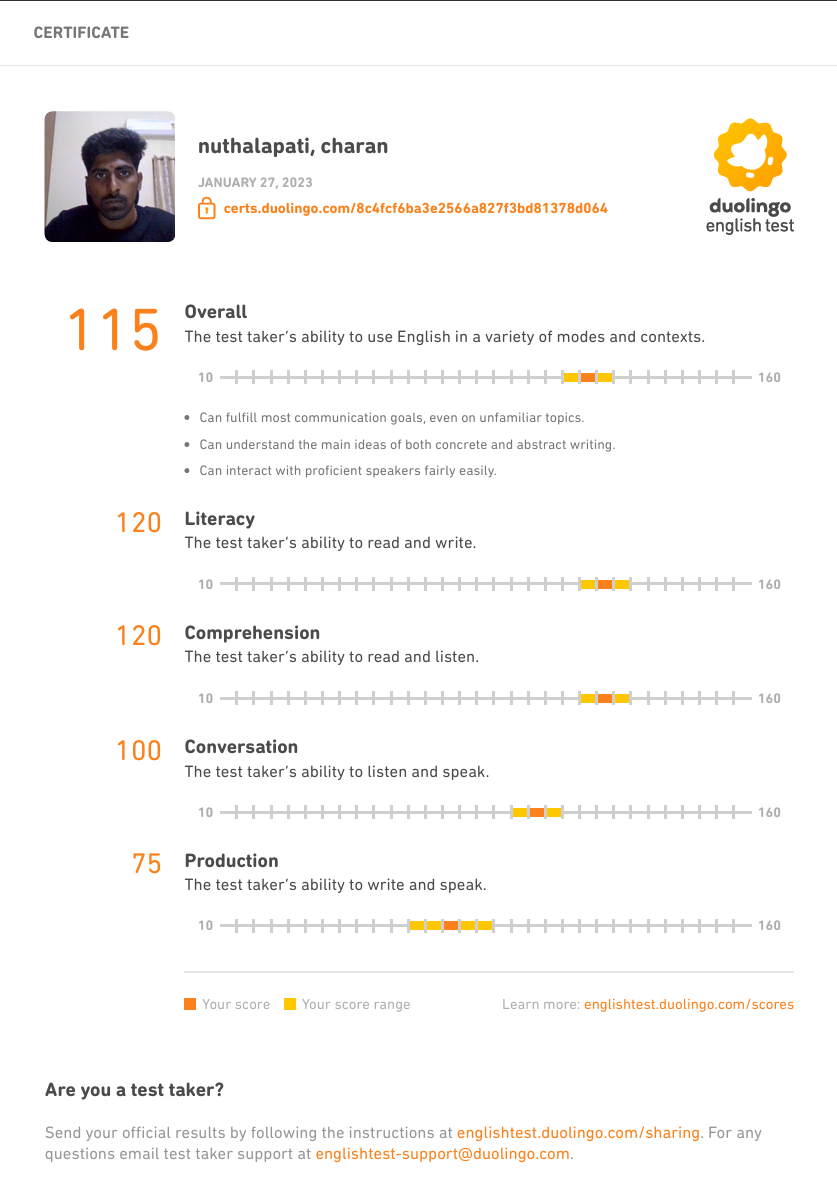 CERTIFICATE
nuthalapati, charan
JANUARY 27, 2023
certs.duolingo.com/8c4fcf6ba3e2566a827f3bd81378d064
duolingo
english test
115
Overall
The test taker's ability to use English in a variety of modes and contexts.
10 160
• Can fulfill most communication goals, even on unfamiliar topics.
• Can understand the main ideas of both concrete and abstract writing.
• Can interact with proficient speakers fairly easily.
120 Literacy
The test taker's ability to read and write.
10 160
120 Comprehension
The test taker's ability to read and listen.
10 160
100 Conversation
The test taker's ability to listen and speak.
10 160
75 Production
The test taker's ability to write and speak.
10 160
Your score Your score range Learn more: englishtest.duolingo.com/scores
Are you a test taker?
Send your official results by following the instructions at englishtest.duolingo.com/sharing. For any
questions email test taker support at englishtest-support@duolingo.com.